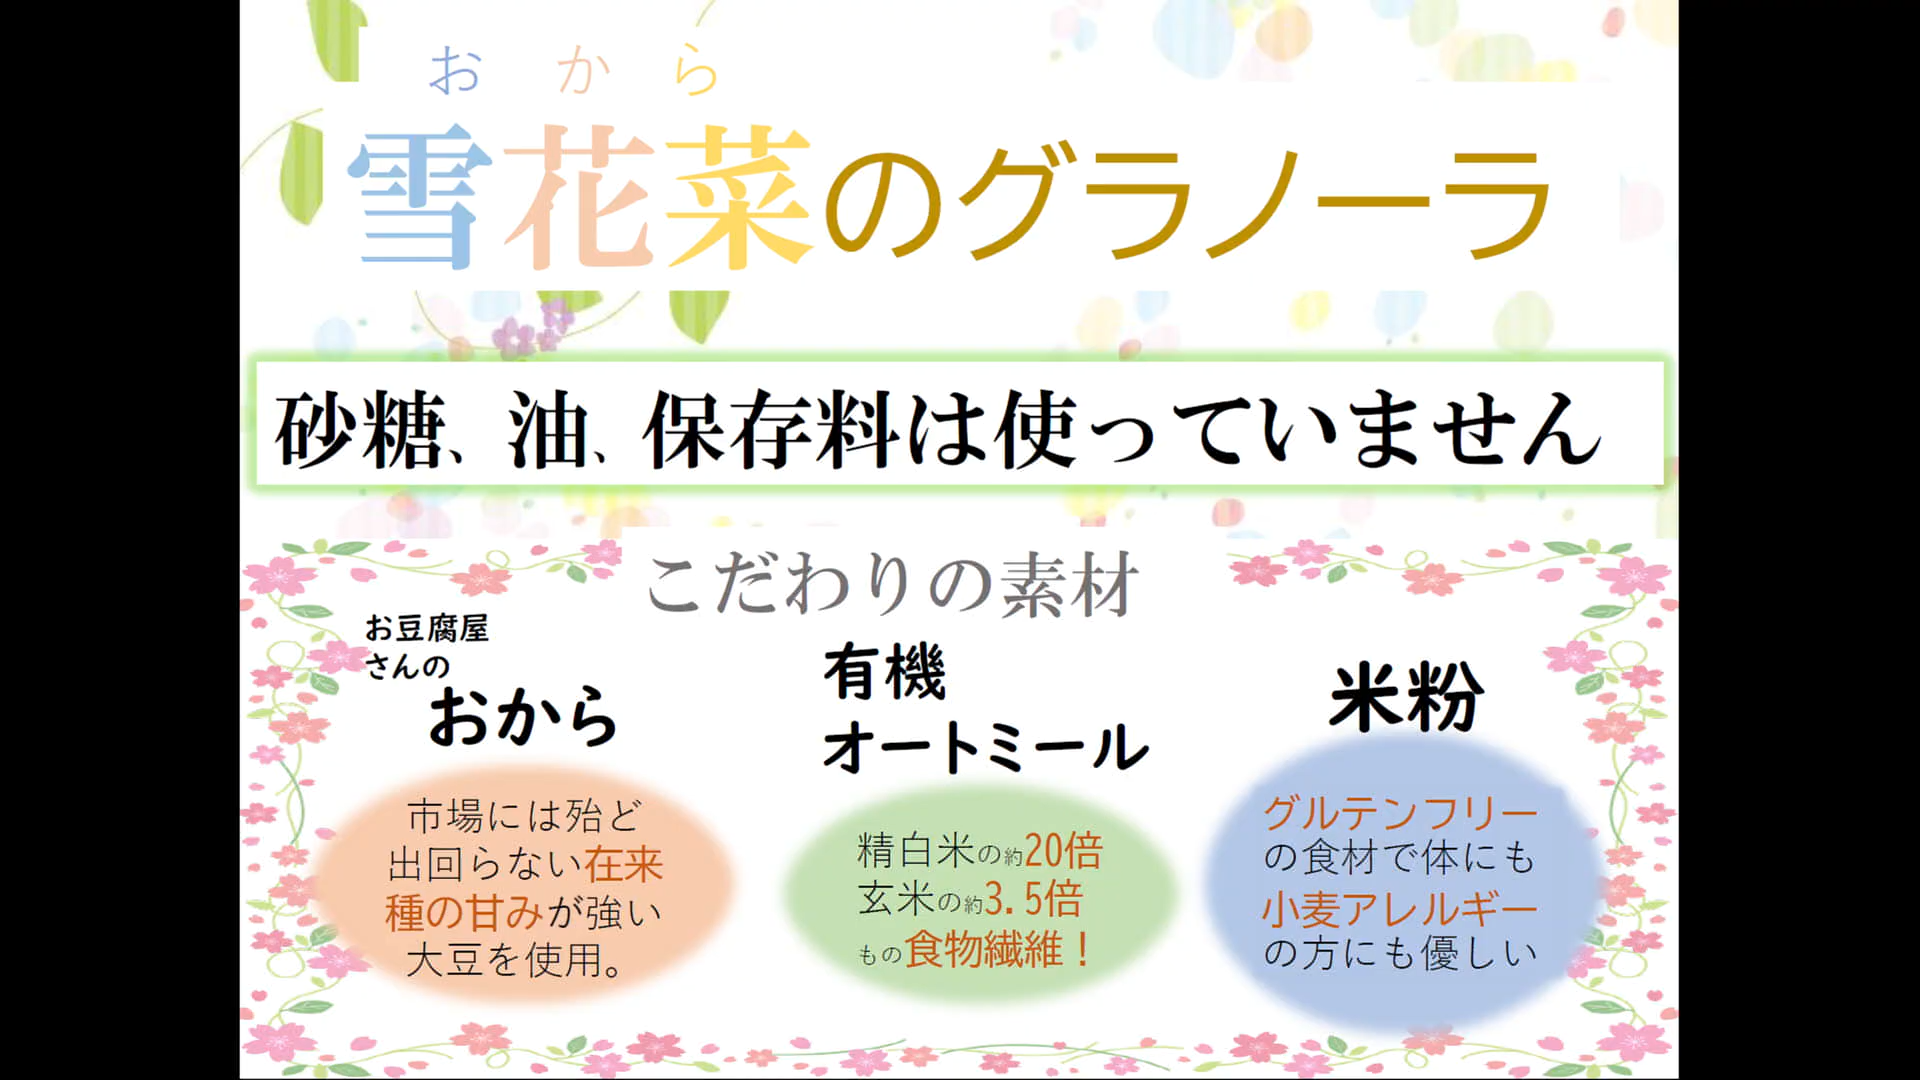 おから
雪花菜のグラノーラ
砂糖、油、保存料は使っていません
こだわりの素材
お豆腐屋
さんの
おから
市場には殆ど
出回らない在来
種の甘みが強い
大豆を使用。
有機
オートミール
精白米の約20倍
玄米の約3.5倍
もの食物繊維!
米粉
グルテンフリー
の食材で体にも
小麦アレルギー
の方にも優しい